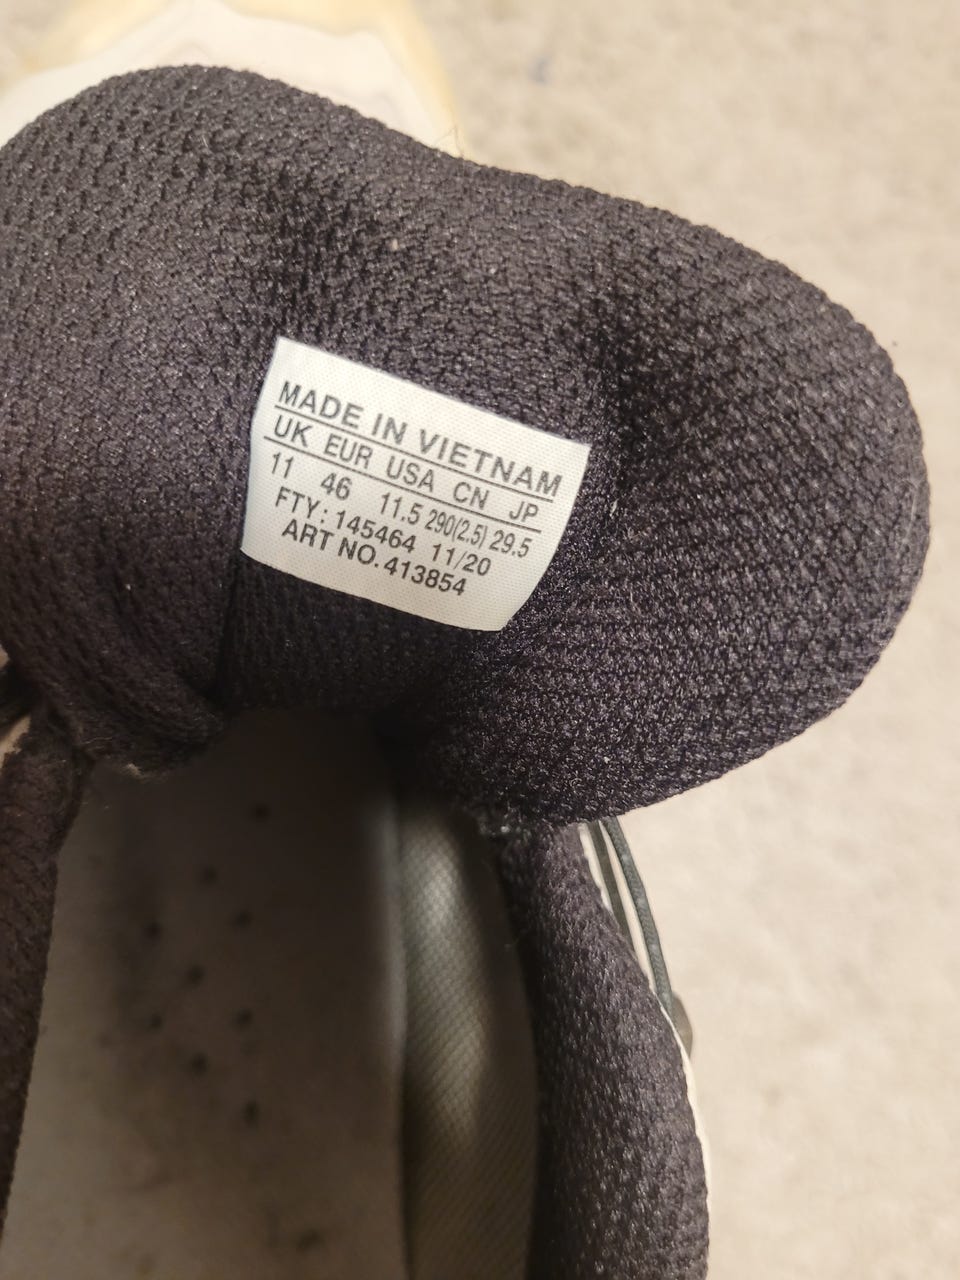 MADE IN VIETNAM
UK EUR USA CN JP
11 46 11.5 290(2.5) 29.5
FTY: 145464 11/20
ART NO. 413854